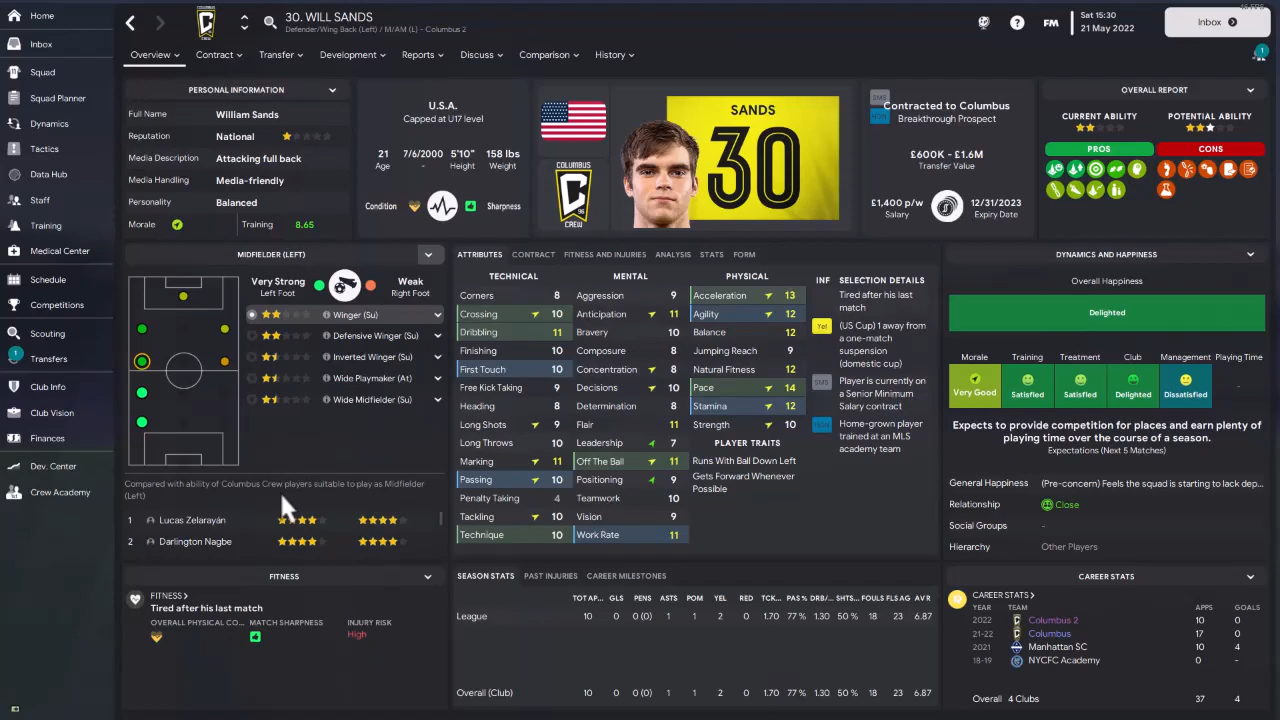 Home
Inbox
Squad
Squad Planner
Dynamics
Tactics
Data Hub
Staff
Training
Medical Center
Schedule
Competitions
Scouting
1
Transfers
Club Info
Club Vision
Finances
Dev. Center
Crew Academy
30. WILL SANDS
Defender/Wing Back (Left) / M/AM (L) - Columbus 2
FM
Sat 15:30
21 May 2022
Inbox
Overview
Contract
Transfer
Development
Reports
Discuss
Comparison
History
1
PERSONAL INFORMATION
Full Name William Sands
Reputation National
Media Description Attacking full back
Media Handling Media-friendly
Personality Balanced
Morale Training 8.65
U.S.A.
Capped at U17 level
21 7/6/2000 5'10" 158 lbs
Age - Height Weight
Condition Sharpness
SANDS
30
COLUMBUS
CREW
SMS
HGN
Contracted to Columbus
Breakthrough Prospect
£600K - £1.6M
Transfer Value
£1,400 p/w 12/31/2023
Salary Expiry Date
OVERALL REPORT
CURRENT ABILITY POTENTIAL ABILITY
PROS CONS
MIDFIELDER (LEFT)
Very Strong Weak
Left Foot Right Foot
Winger (Su)
Defensive Winger (Su)
Inverted Winger (Su)
Wide Playmaker (At)
Wide Midfielder (Su)
Compared with ability of Columbus Crew players suitable to play as Midfielder
(Left)
1 Lucas Zelarayán
2 Darlington Nagbe
ATTRIBUTES CONTRACT FITNESS AND INJURIES ANALYSIS STATS FORM
TECHNICAL MENTAL PHYSICAL
Corners 8 Aggression 9 Acceleration 13
Crossing 10 Anticipation 11 Agility 12
Dribbling 11 Bravery 10 Balance 12
Finishing 10 Composure 8 Jumping Reach 9
First Touch 10 Concentration 8 Natural Fitness 12
Free Kick Taking 9 Decisions 10 Pace 14
Heading 8 Determination 8 Stamina 12
Long Shots 9 Flair 11 Strength 10
Long Throws 10 Leadership 7 PLAYER TRAITS
Marking 11 Off The Ball 11 Runs With Ball Down Left
Passing 10 Positioning 9 Gets Forward Whenever
Possible
Penalty Taking 4 Teamwork 10
Tackling 10 Vision 9
Technique 10 Work Rate 11
INF SELECTION DETAILS
Tired after his last
match
Yel (US Cup) 1 away from
a one-match
suspension
(domestic cup)
SMS Player is currently on
a Senior Minimum
Salary contract
HGN Home-grown player
trained at an MLS
academy team
DYNAMICS AND HAPPINESS
Overall Happiness
Delighted
Morale Training Treatment Club Management Playing Time
Very Good Satisfied Satisfied Delighted Dissatisfied -
Expects to provide competition for places and earn plenty of
playing time over the course of a season.
Expectations (Next 5 Matches)
General Happiness (Pre-concern) Feels the squad is starting to lack dep...
Relationship Close
Social Groups -
Hierarchy Other Players
FITNESS
FITNESS>
Tired after his last match
OVERALL PHYSICAL CO... MATCH SHARPNESS INJURY RISK
High
SEASON STATS PAST INJURIES CAREER MILESTONES
TOT AP... GLS PENS ASTS POM YEL RED TCK... PAS % DRB/... SHTS... FOULS FLS AG AV R
League 10 0 0 (0) 1 1 2 0 1.70 77 % 1.30 50 % 18 23 6.87
Overall (Club) 10 0 0 (0) 1 1 2 0 1.70 77 % 1.30 50 % 18 23 6.87
CAREER STATS
CAREER STATS>
YEAR TEAM APPS GOALS
2022 Columbus 2 10 0
21-22 Columbus 17 0
2021 Manhattan SC 10 4
18-19 NYCFC Academy 0 -
Overall 4 Clubs 37 4